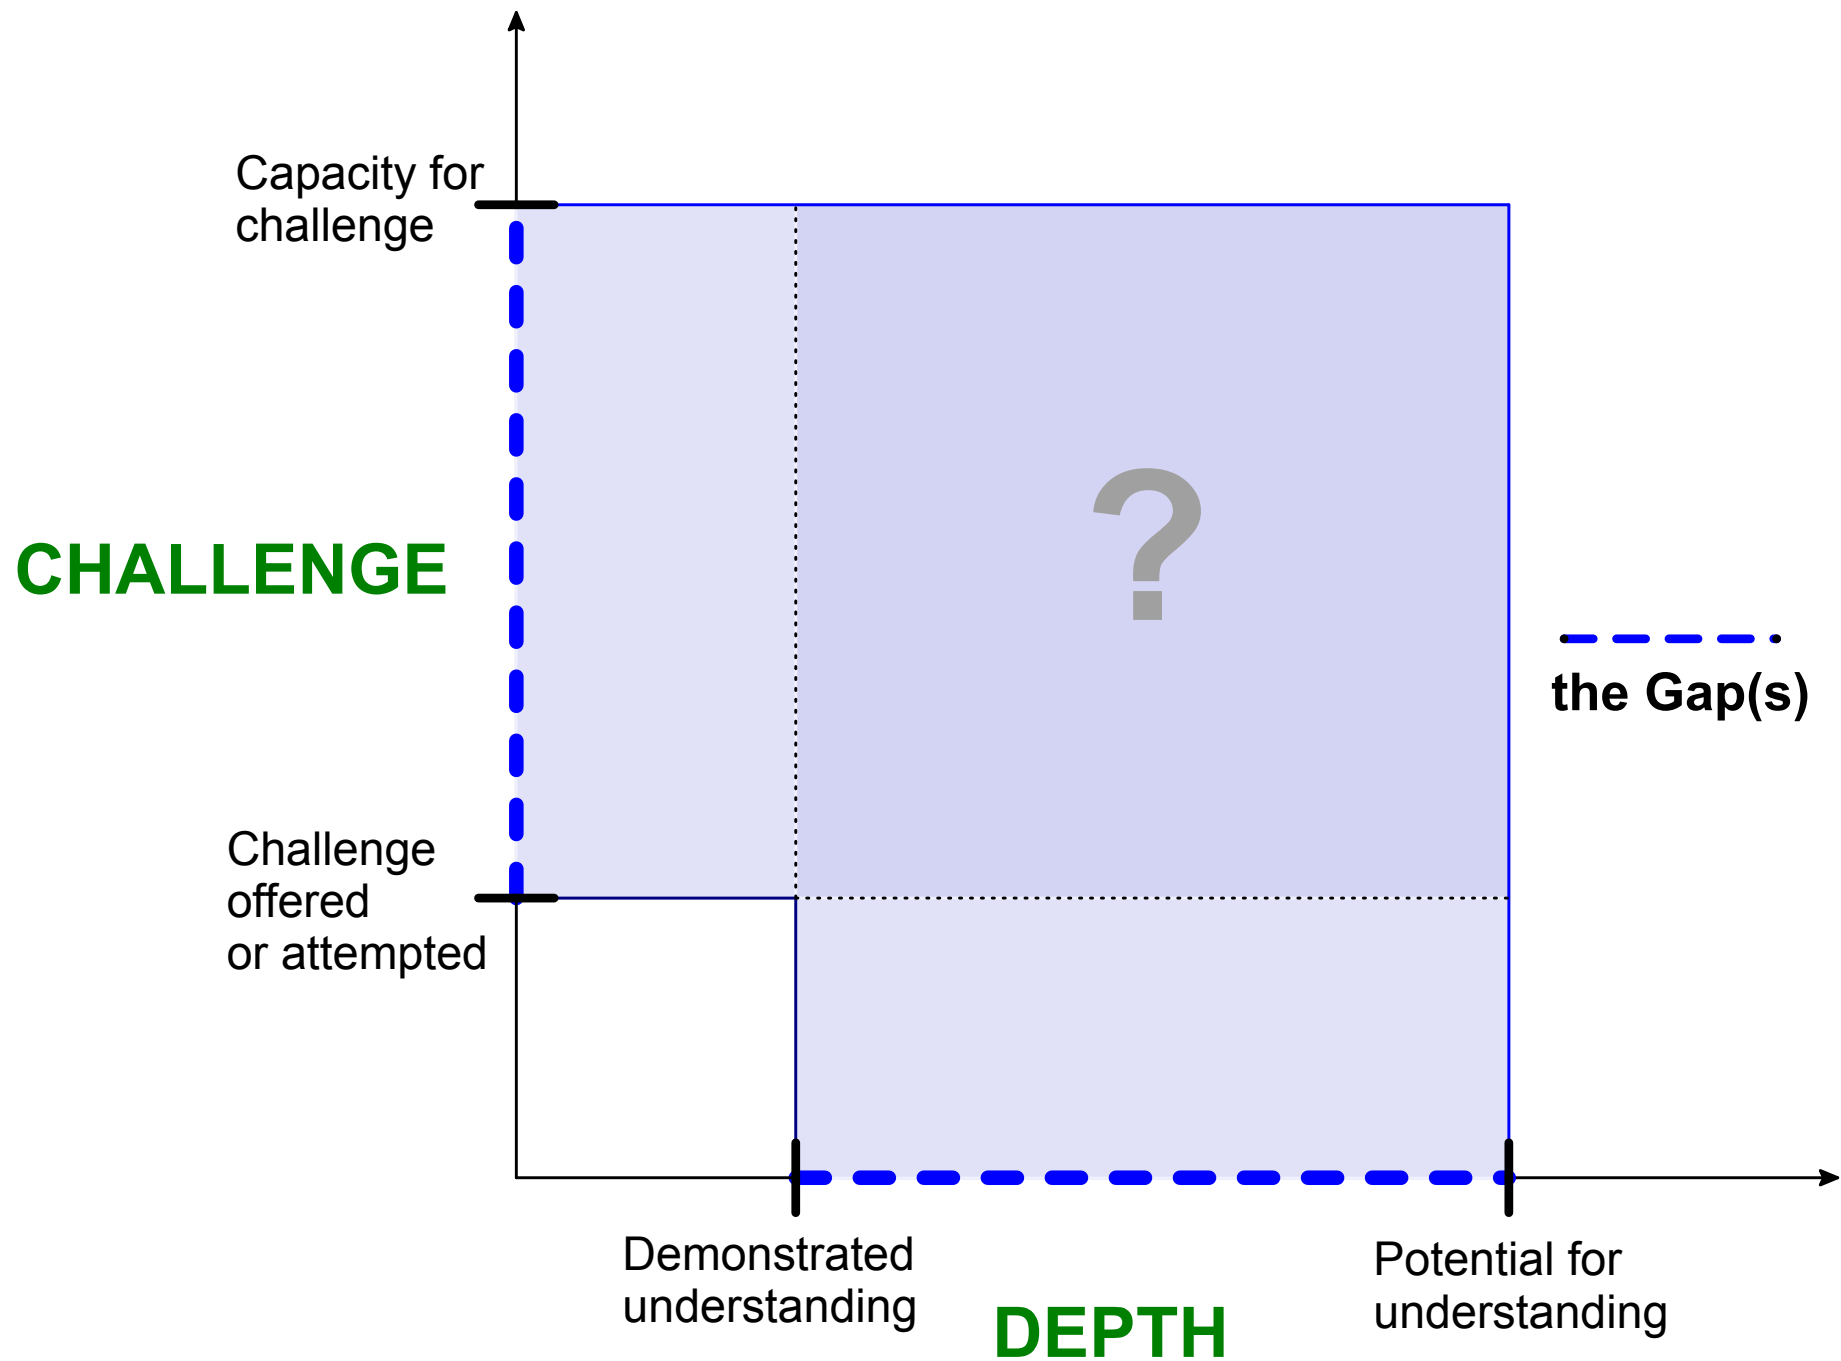 Capacity for
challenge
?
CHALLENGE
the Gap(s)
Challenge
offered
or attempted
Demonstrated
understanding
Potential for
understanding
DEPTH